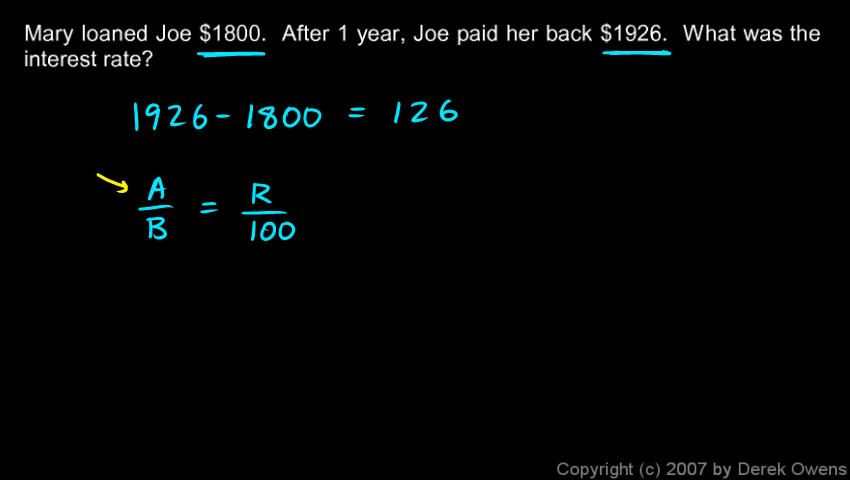 Mary loaned Joe $1800. After 1 year, Joe paid her back $1926. What was the
interest rate?
1926 - 1800 = 126
A/B = R/100
Copyright (c) 2007 by Derek Owens